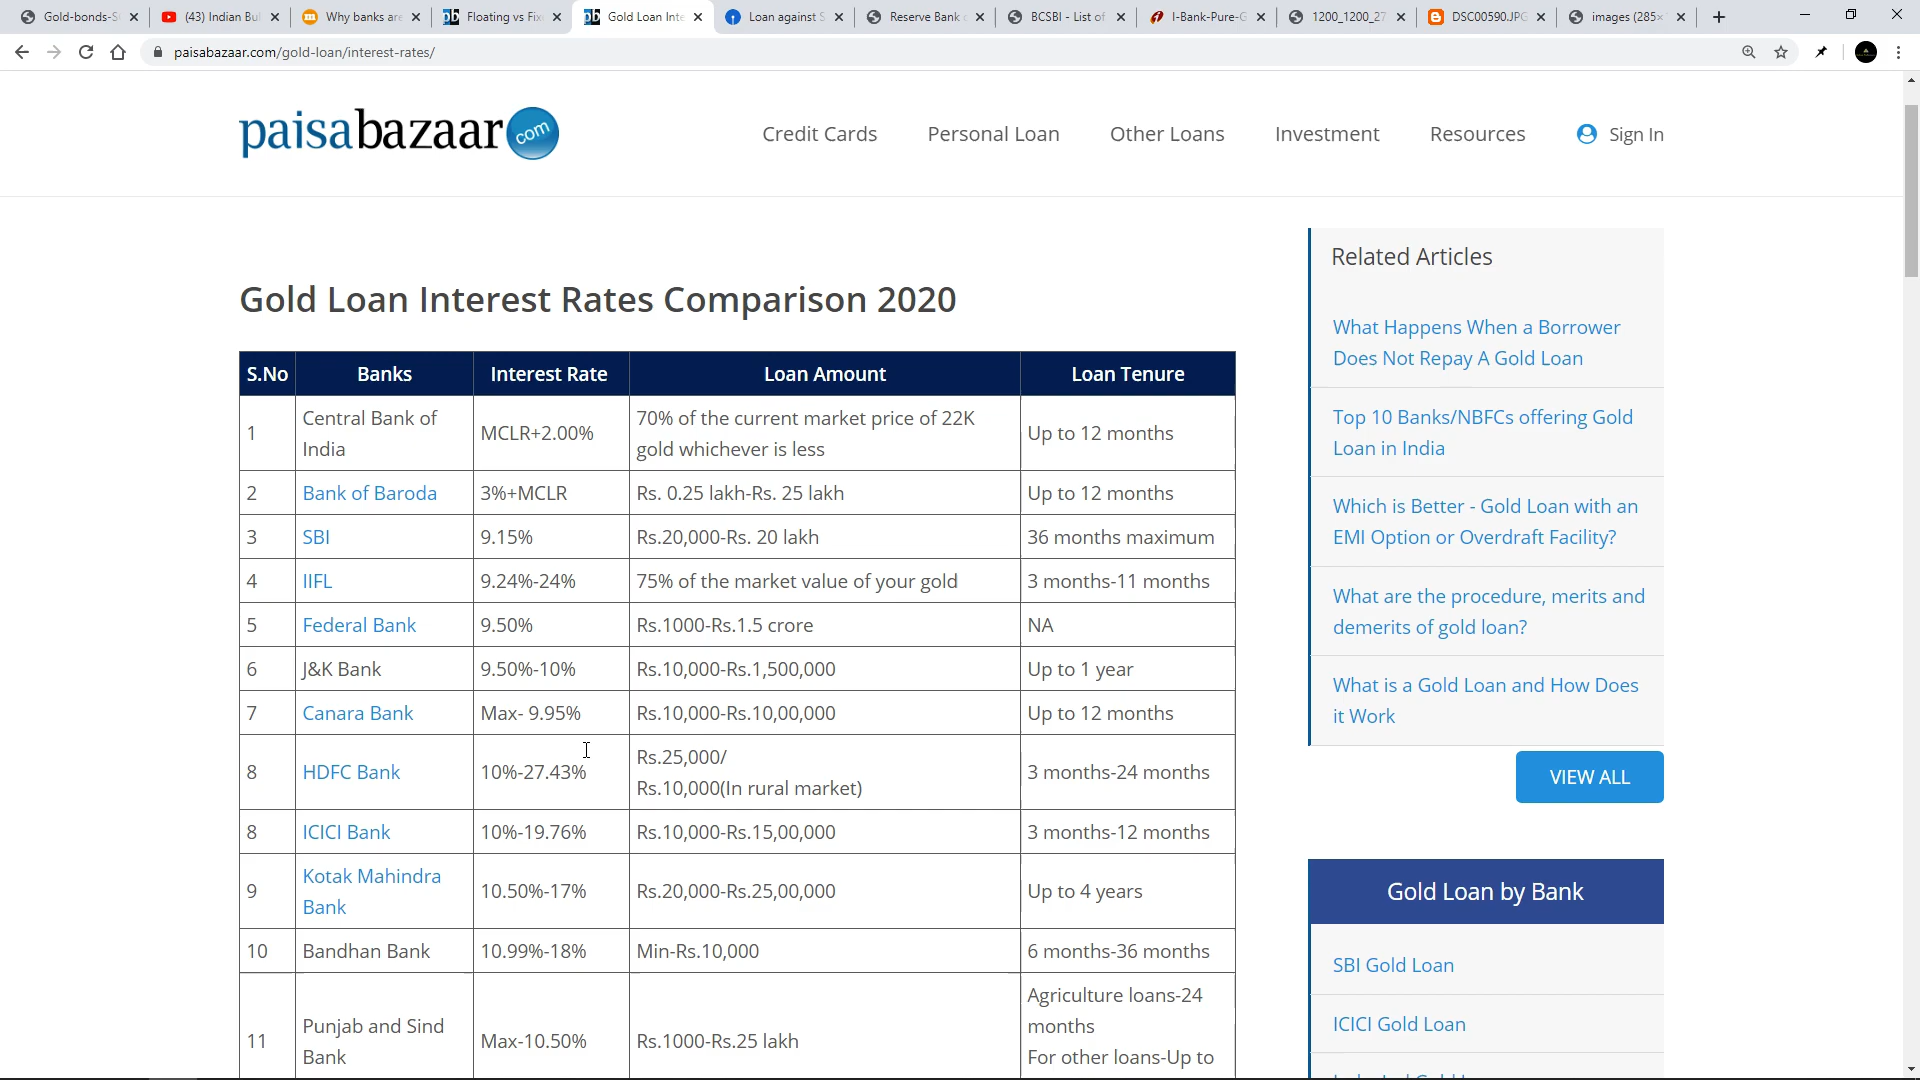 Gold-bonds-S
(43) Indian Bul
Why banks are
Floating vs Fix
Gold Loan Inte
Loan against S
Reserve Bank o
BCSBI - List of
I-Bank-Pure-G
1200_1200_27
DSC00590.JPG
images (285×
paisabazaar.com/gold-loan/interest-rates/
paisabazaar com
Credit Cards
Personal Loan
Other Loans
Investment
Resources
Sign In
Gold Loan Interest Rates Comparison 2020
S.No Banks Interest Rate Loan Amount Loan Tenure
1 Central Bank of India MCLR+2.00% 70% of the current market price of 22K gold whichever is less Up to 12 months
2 Bank of Baroda 3%+MCLR Rs. 0.25 lakh-Rs. 25 lakh Up to 12 months
3 SBI 9.15% Rs.20,000-Rs. 20 lakh 36 months maximum
4 IIFL 9.24%-24% 75% of the market value of your gold 3 months-11 months
5 Federal Bank 9.50% Rs.1000-Rs.1.5 crore NA
6 J&K Bank 9.50%-10% Rs.10,000-Rs.1,500,000 Up to 1 year
7 Canara Bank Max- 9.95% Rs.10,000-Rs.10,00,000 Up to 12 months
8 HDFC Bank 10%-27.43% Rs.25,000/ Rs.10,000(In rural market) 3 months-24 months
8 ICICI Bank 10%-19.76% Rs.10,000-Rs.15,00,000 3 months-12 months
9 Kotak Mahindra Bank 10.50%-17% Rs.20,000-Rs.25,00,000 Up to 4 years
10 Bandhan Bank 10.99%-18% Min-Rs.10,000 6 months-36 months
11 Punjab and Sind Bank Max-10.50% Rs.1000-Rs.25 lakh Agriculture loans-24 months For other loans-Up to
Related Articles
What Happens When a Borrower
Does Not Repay A Gold Loan
Top 10 Banks/NBFCs offering Gold
Loan in India
Which is Better - Gold Loan with an
EMI Option or Overdraft Facility?
What are the procedure, merits and
demerits of gold loan?
What is a Gold Loan and How Does
it Work
VIEW ALL
Gold Loan by Bank
SBI Gold Loan
ICICI Gold Loan